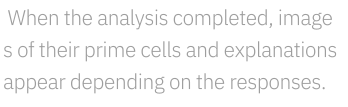 When the analysis completed, image
s of their prime cells and explanations
appear depending on the responses.